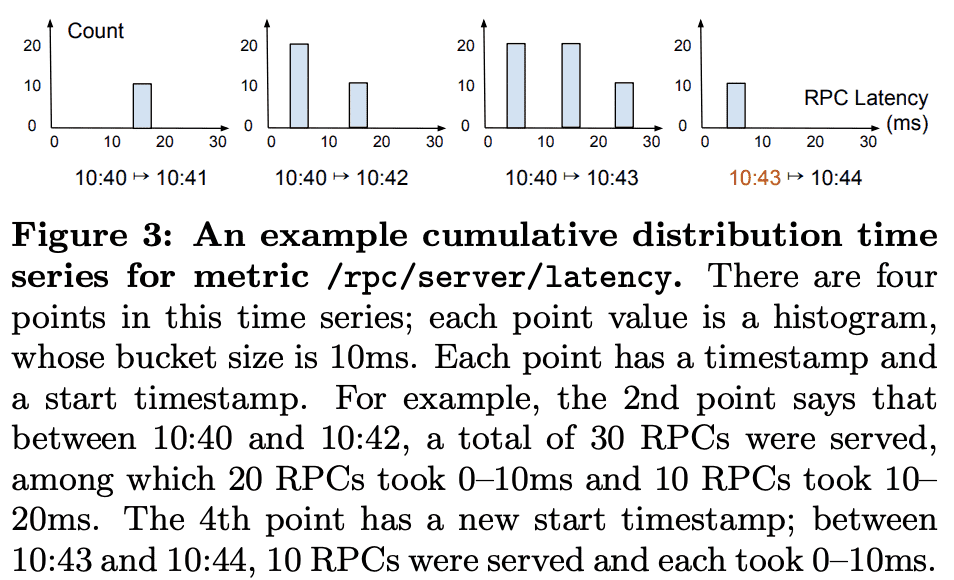 Count
20
10
0
0 10 20 30
10:40 ↦ 10:41
20
10
0
0 10 20 30
10:40 ↦ 10:42
20
10
0
0 10 20 30
10:40 ↦ 10:43
20
10
0
0 10 20 30
RPC Latency
(ms)
10:43 ↦ 10:44
Figure 3: An example cumulative distribution time
series for metric /rpc/server/latency. There are four
points in this time series; each point value is a histogram,
whose bucket size is 10ms. Each point has a timestamp and
a start timestamp. For example, the 2nd point says that
between 10:40 and 10:42, a total of 30 RPCs were served,
among which 20 RPCs took 0–10ms and 10 RPCs took 10–
20ms. The 4th point has a new start timestamp; between
10:43 and 10:44, 10 RPCs were served and each took 0–10ms.